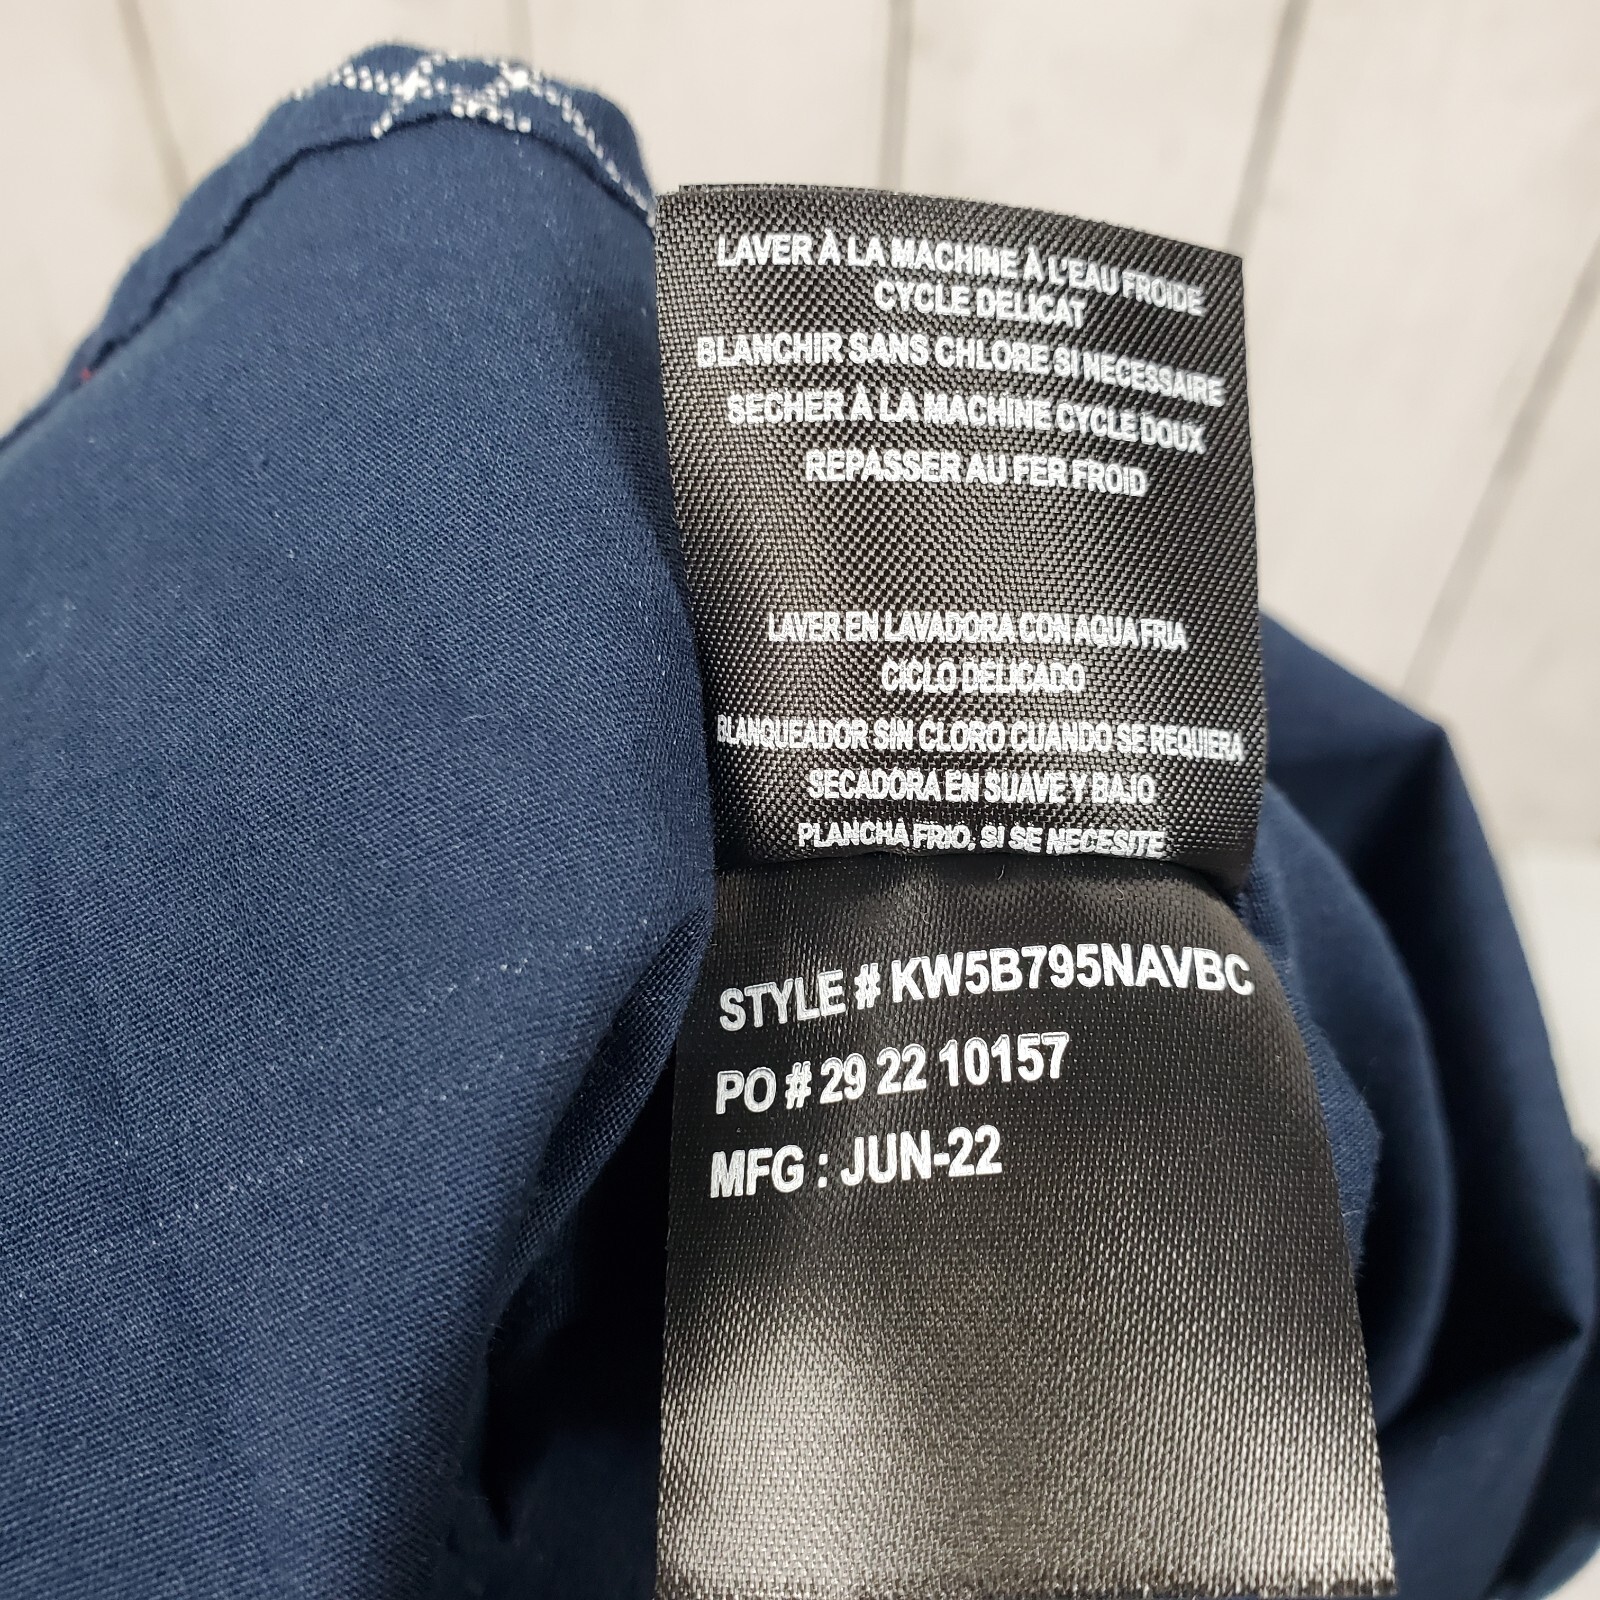 LAVER À LA MACHINE À L'EAU FROIDE
CYCLE DELICAT
BLANCHIR SANS CHLORE SI NECESSAIRE
SECHER À LA MACHINE CYCLE DOUX
REPASSER AU FER FROID
LAVER EN LAVADORA CON AQUA FRIA
CICLO DELICADO
BLANQUEADOR SIN CLORO CUANDO SE REQUIERA
SECADORA EN SUAVE Y BAJO
PLANCHA FRIO, SI SE NECESITE
STYLE # KW5B795NAVBC
PO # 29 22 10157
MFG : JUN-22